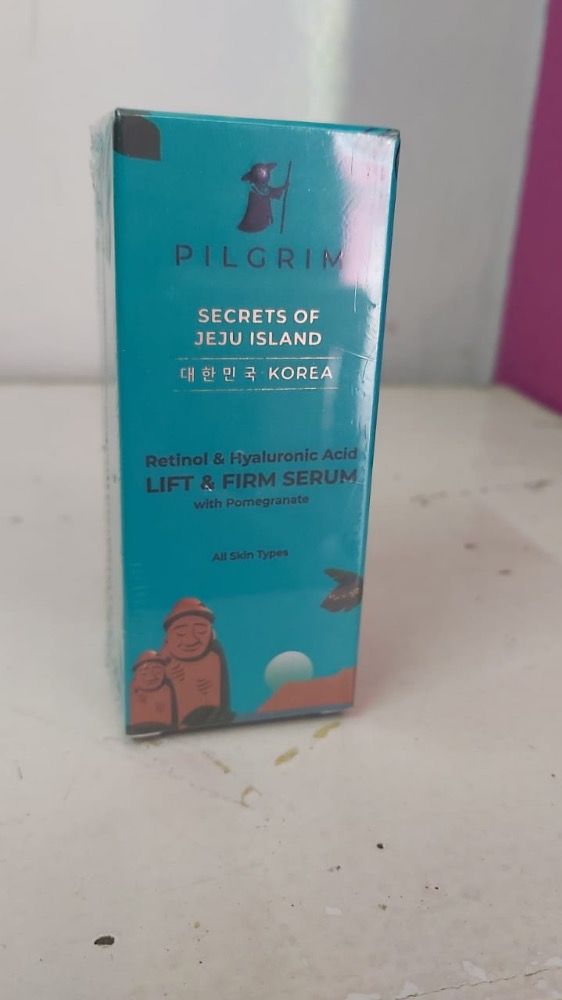 PILGRIM
SECRETS OF
JEJU ISLAND
대한민국·KOREA
Retinol & Hyaluronic Acid
LIFT & FIRM SERUM
with Pomegranate
All Skin Types